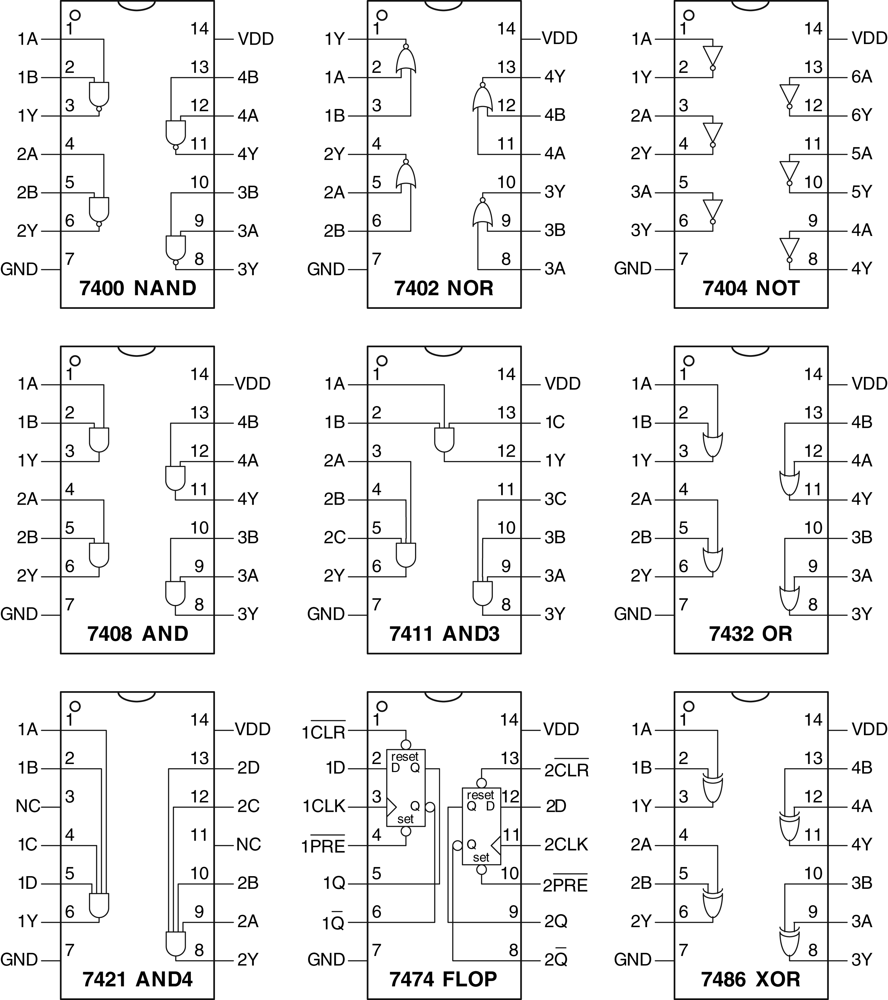 1 14
1A VDD
2 13
1B 4B
3 12
1Y 4A
4 11
2A 4Y
5 10
2B 3B
6 9
2Y 3A
7 8
GND 3Y
7400 NAND
1 14
1Y VDD
2 13
1A 4Y
3 12
1B 4B
4 11
2Y 4A
5 10
2A 3Y
6 9
2B 3B
7 8
GND 3A
7402 NOR
1 14
1A VDD
2 13
1Y 6A
3 12
2A 6Y
4 11
2Y 5A
5 10
3A 5Y
6 9
3Y 4A
7 8
GND 4Y
7404 NOT
1 14
1A VDD
2 13
1B 4B
3 12
1Y 4A
4 11
2A 4Y
5 10
2B 3B
6 9
2Y 3A
7 8
GND 3Y
7408 AND
1 14
1A VDD
2 13
1B 1C
3 12
2A 1Y
4 11
2B 3C
5 10
2C 3B
6 9
2Y 3A
7 8
GND 3Y
7411 AND3
1 14
1A VDD
2 13
1B 4B
3 12
1Y 4A
4 11
2A 4Y
5 10
2B 3B
6 9
2Y 3A
7 8
GND 3Y
7432 OR
1 14
1A VDD
2 13
1B 2D
3 12
NC 2C
4 11
1C NC
5 10
1D 2B
6 9
1Y 2A
7 8
GND 2Y
7421 AND4
1 14
1C̅L̅R̅ VDD
2 reset 13
1D D Q 2C̅L̅R̅
3 reset 12
1CLK Q Q D 2D
set
4 11
1P̅R̅E̅ Q 2CLK
set
5 10
1Q 2P̅R̅E̅
6 9
1Q̅ 2Q
7 8
GND 2Q̅
7474 FLOP
1 14
1A VDD
2 13
1B 4B
3 12
1Y 4A
4 11
2A 4Y
5 10
2B 3B
6 9
2Y 3A
7 8
GND 3Y
7486 XOR